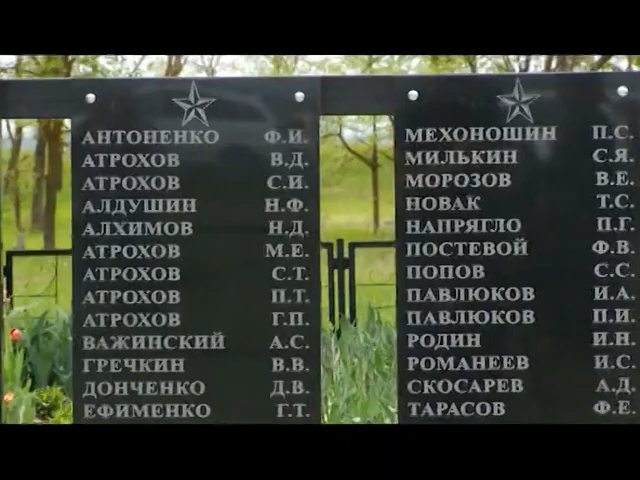 АНТОНЕНКО Ф.И.
АТРОХОВ В.Д.
АТРОХОВ С.И.
АЛДУШИН Н.Ф.
АЛХИМОВ Н.Д.
АТРОХОВ М.Е.
АТРОХОВ С.Т.
АТРОХОВ П.Т.
АТРОХОВ Г.П.
ВАЖИНСКИЙ А.С.
ГРЕЧКИН В.В.
ДОНЧЕНКО Д.В.
ЕФИМЕНКО Г.Т.
МЕХОНОШИН П.С.
МИЛЬКИН С.Я.
МОРОЗОВ В.Е.
НОВАК Т.С.
НАПРЯГЛО П.Г.
ПОСТЕВОЙ Ф.В.
ПОПОВ С.С.
ПАВЛЮКОВ И.А.
ПАВЛЮКОВ П.И.
РОДИН И.Н.
РОМАНЕЕВ И.С.
СКОСАРЕВ А.Д.
ТАРАСОВ Ф.Е.